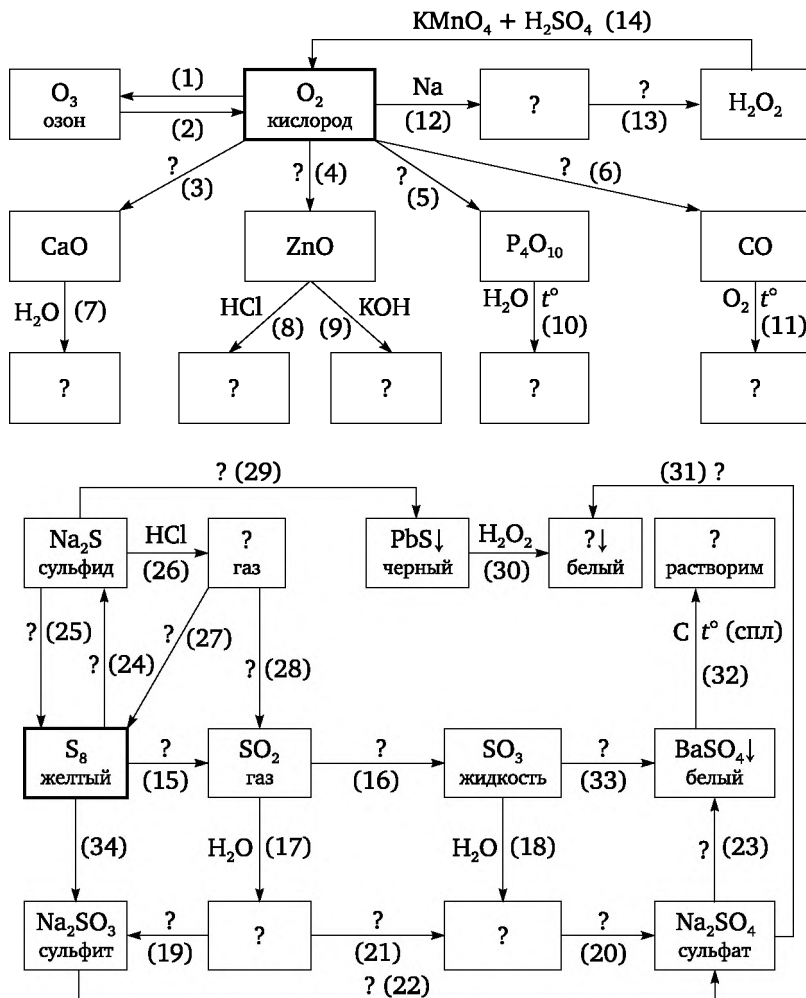 KMnO₄ + H₂SO₄ (14)
O₃
озон
(1)
(2)
O₂
кислород
Na
(12)
?
?
(13)
H₂O₂
?
(3)
? (4)
?
(5)
? (6)
CaO
ZnO
P₄O₁₀
CO
H₂O (7)
HCl
(8)
(9)
KOH
H₂O t°
(10)
O₂ t°
(11)
?
?
?
?
?
? (29)
(31) ?
Na₂S
сульфид
HCl
(26)
?
газ
PbS↓
черный
H₂O₂
(30)
?↓
белый
?
растворим
? (25)
? (24)
?
(27)
? (28)
C t° (спл)
(32)
S₈
желтый
?
(15)
SO₂
газ
?
(16)
SO₃
жидкость
?
(33)
BaSO₄↓
белый
(34)
H₂O (17)
H₂O (18)
? (23)
Na₂SO₃
сульфит
?
(19)
?
?
(21)
?
?
(20)
Na₂SO₄
сульфат
? (22)